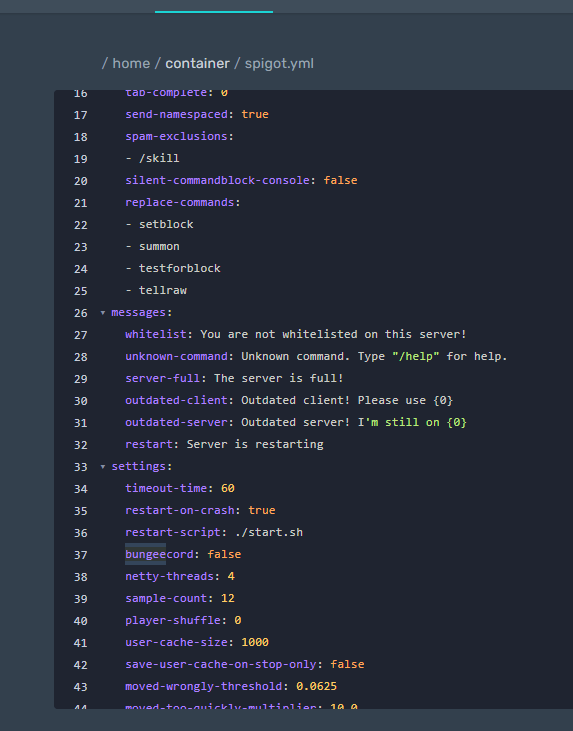 / home / container / spigot.yml
16 tab-complete: 0
17 send-namespaced: true
18 spam-exclusions:
19 - /skill
20 silent-commandblock-console: false
21 replace-commands:
22 - setblock
23 - summon
24 - testforblock
25 - tellraw
26 messages:
27 whitelist: You are not whitelisted on this server!
28 unknown-command: Unknown command. Type "/help" for help.
29 server-full: The server is full!
30 outdated-client: Outdated client! Please use {0}
31 outdated-server: Outdated server! I'm still on {0}
32 restart: Server is restarting
33 settings:
34 timeout-time: 60
35 restart-on-crash: true
36 restart-script: ./start.sh
37 bungeecord: false
38 netty-threads: 4
39 sample-count: 12
40 player-shuffle: 0
41 user-cache-size: 1000
42 save-user-cache-on-stop-only: false
43 moved-wrongly-threshold: 0.0625
44 moved-too-quickly-multiplier: 10.0